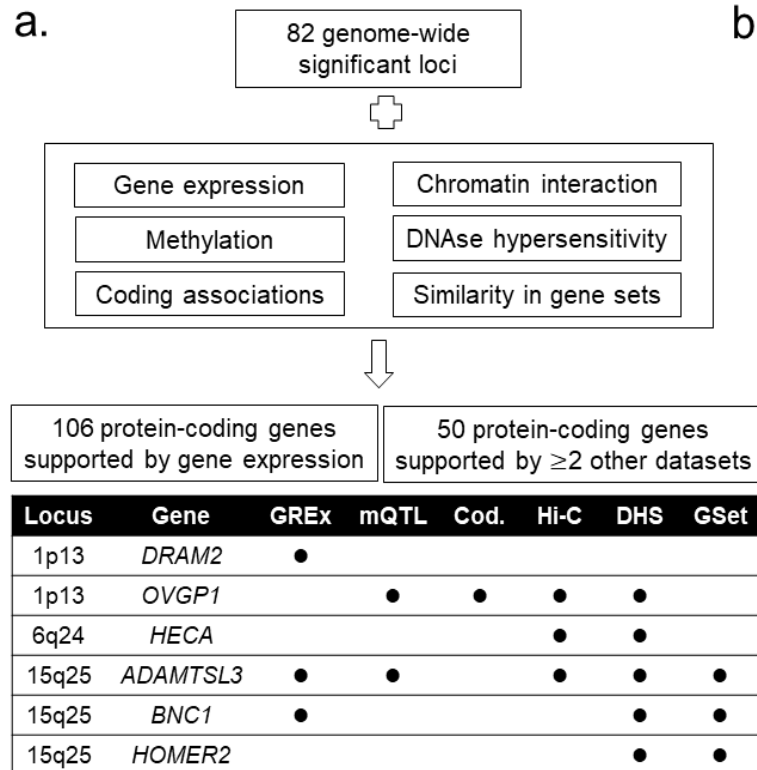 a.
b
82 genome-wide
significant loci
Gene expression
Chromatin interaction
Methylation
DNAse hypersensitivity
Coding associations
Similarity in gene sets
106 protein-coding genes
supported by gene expression
50 protein-coding genes
supported by ≥2 other datasets
Locus Gene GREx mQTL Cod. Hi-C DHS GSet
1p13 DRAM2 ●
1p13 OVGP1 ● ● ● ●
6q24 HECA ● ●
15q25 ADAMTSL3 ● ● ● ● ●
15q25 BNC1 ● ● ●
15q25 HOMER2 ● ●